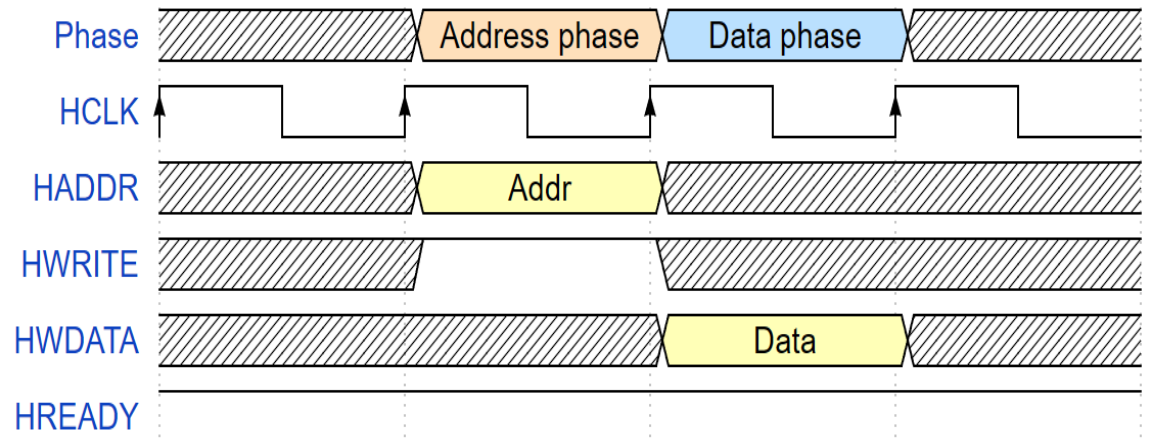 Phase Address phase Data phase
HCLK
HADDR Addr
HWRITE
HWDATA Data
HREADY